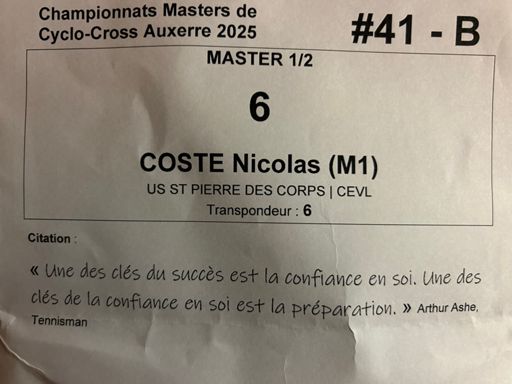 Championnats Masters de
Cyclo-Cross Auxerre 2025
#41 - B
MASTER 1/2
6
COSTE Nicolas (M1)
US ST PIERRE DES CORPS | CEVL
Transpondeur : 6
Citation :
« Une des clés du succès est la confiance en soi. Une des
clés de la confiance en soi est la préparation. » Arthur Ashe,
Tennisman